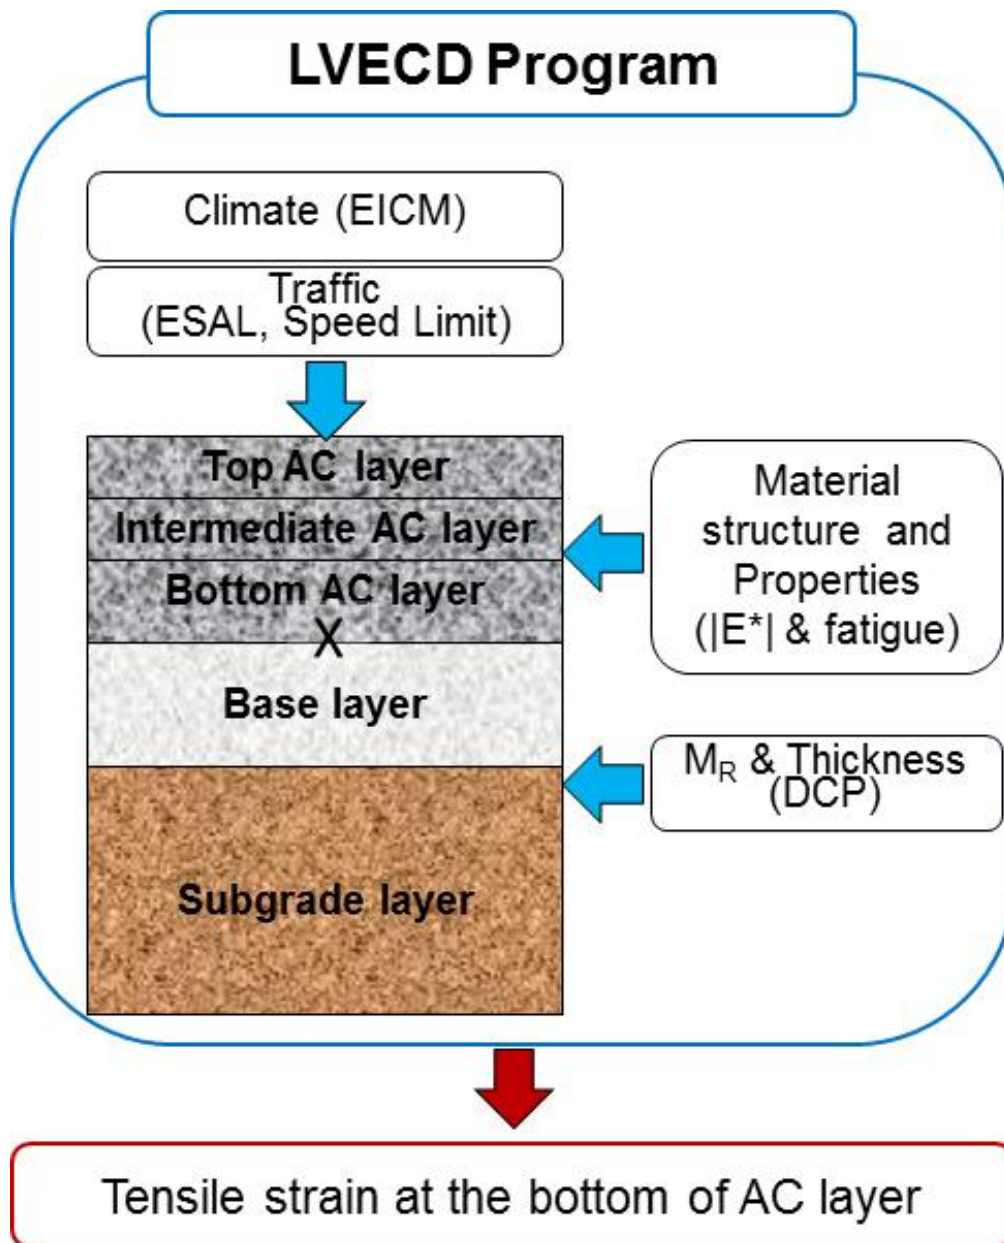 LVECD Program
Climate (EICM)
Traffic
(ESAL, Speed Limit)
Top AC layer
Intermediate AC layer
Bottom AC layer
X
Base layer
Subgrade layer
Material
structure and
Properties
(|E*| & fatigue)
MR & Thickness
(DCP)
Tensile strain at the bottom of AC layer